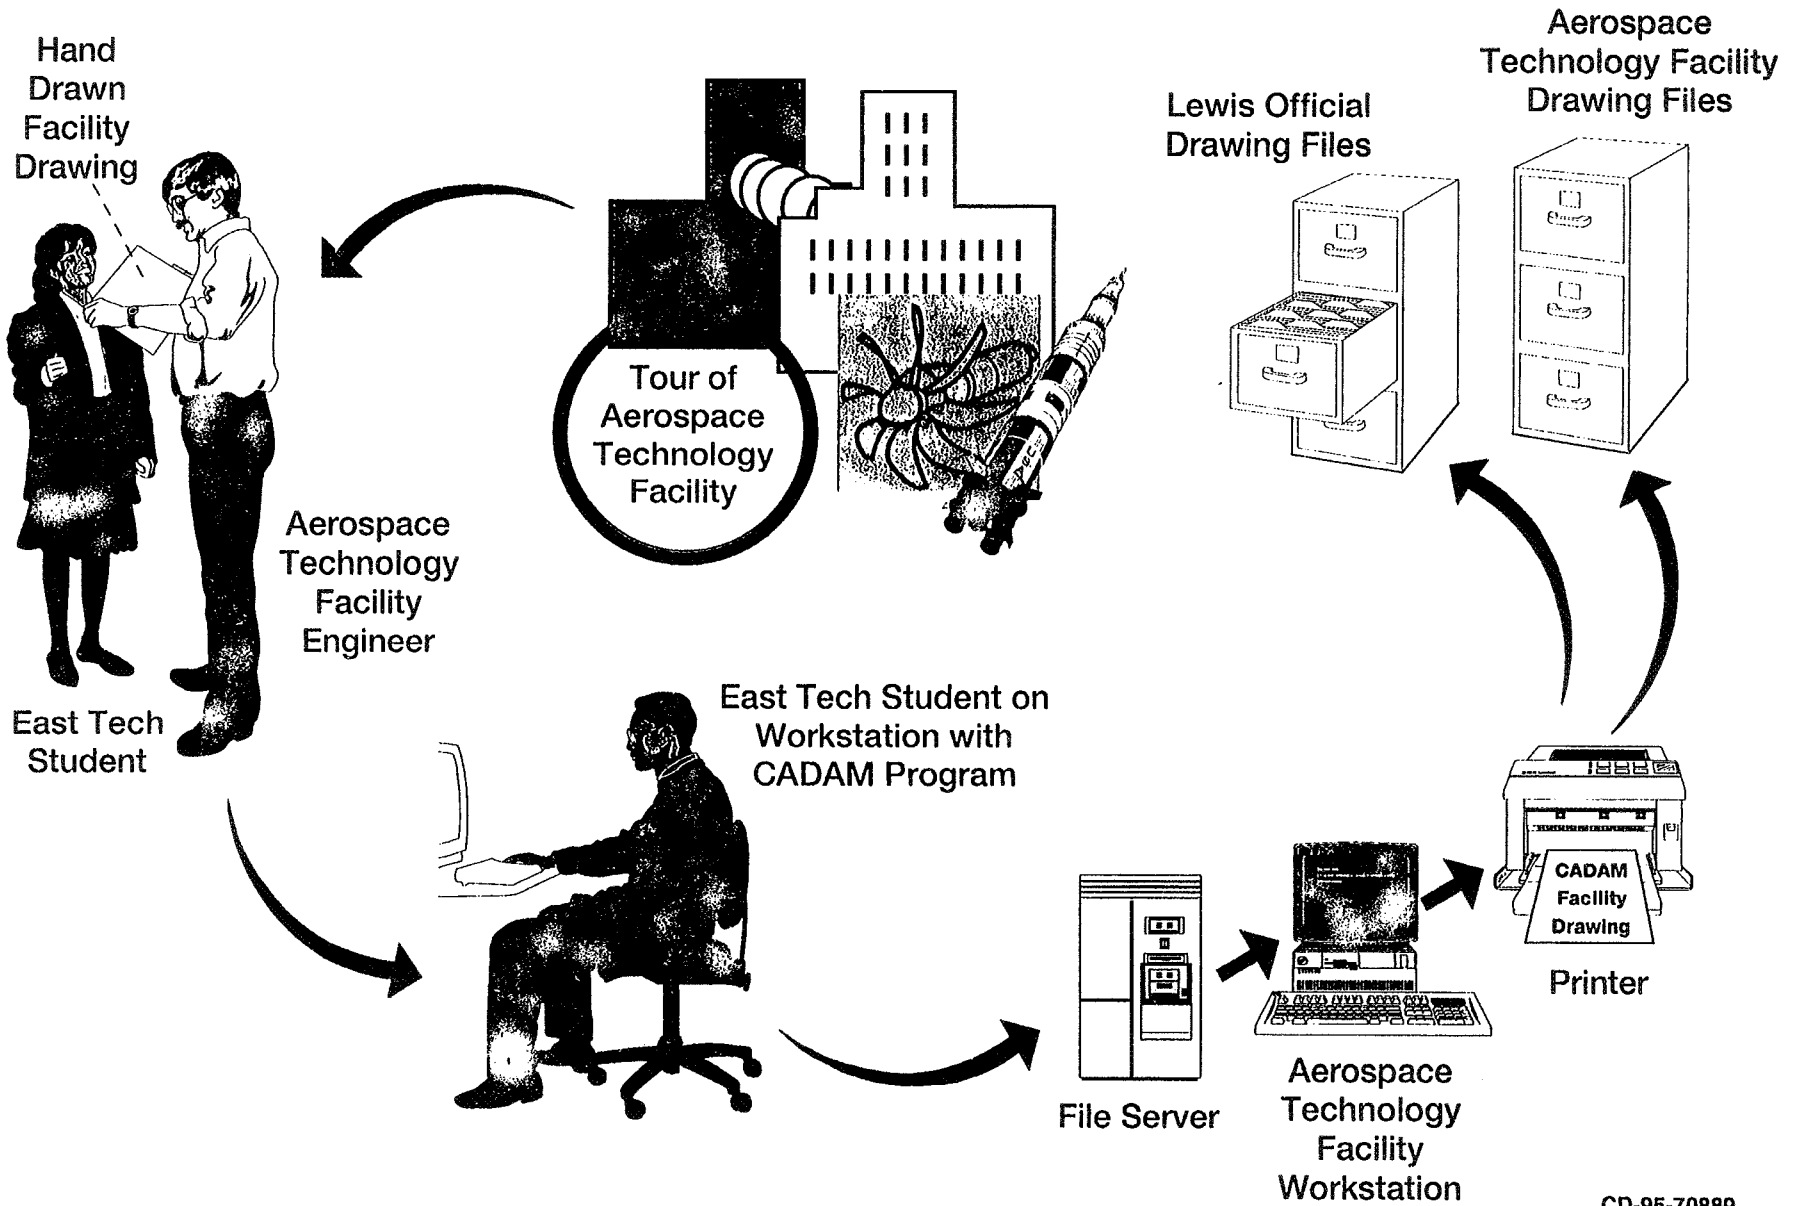 Hand
Drawn
Facility
Drawing
East Tech
Student
Aerospace
Technology
Facility
Engineer
Tour of
Aerospace
Technology
Facility
East Tech Student on
Workstation with
CADAM Program
File Server
Aerospace
Technology
Facility
Workstation
CADAM
Facility
Drawing
Printer
Lewis Official
Drawing Files
Aerospace
Technology Facility
Drawing Files
CD-95-70889